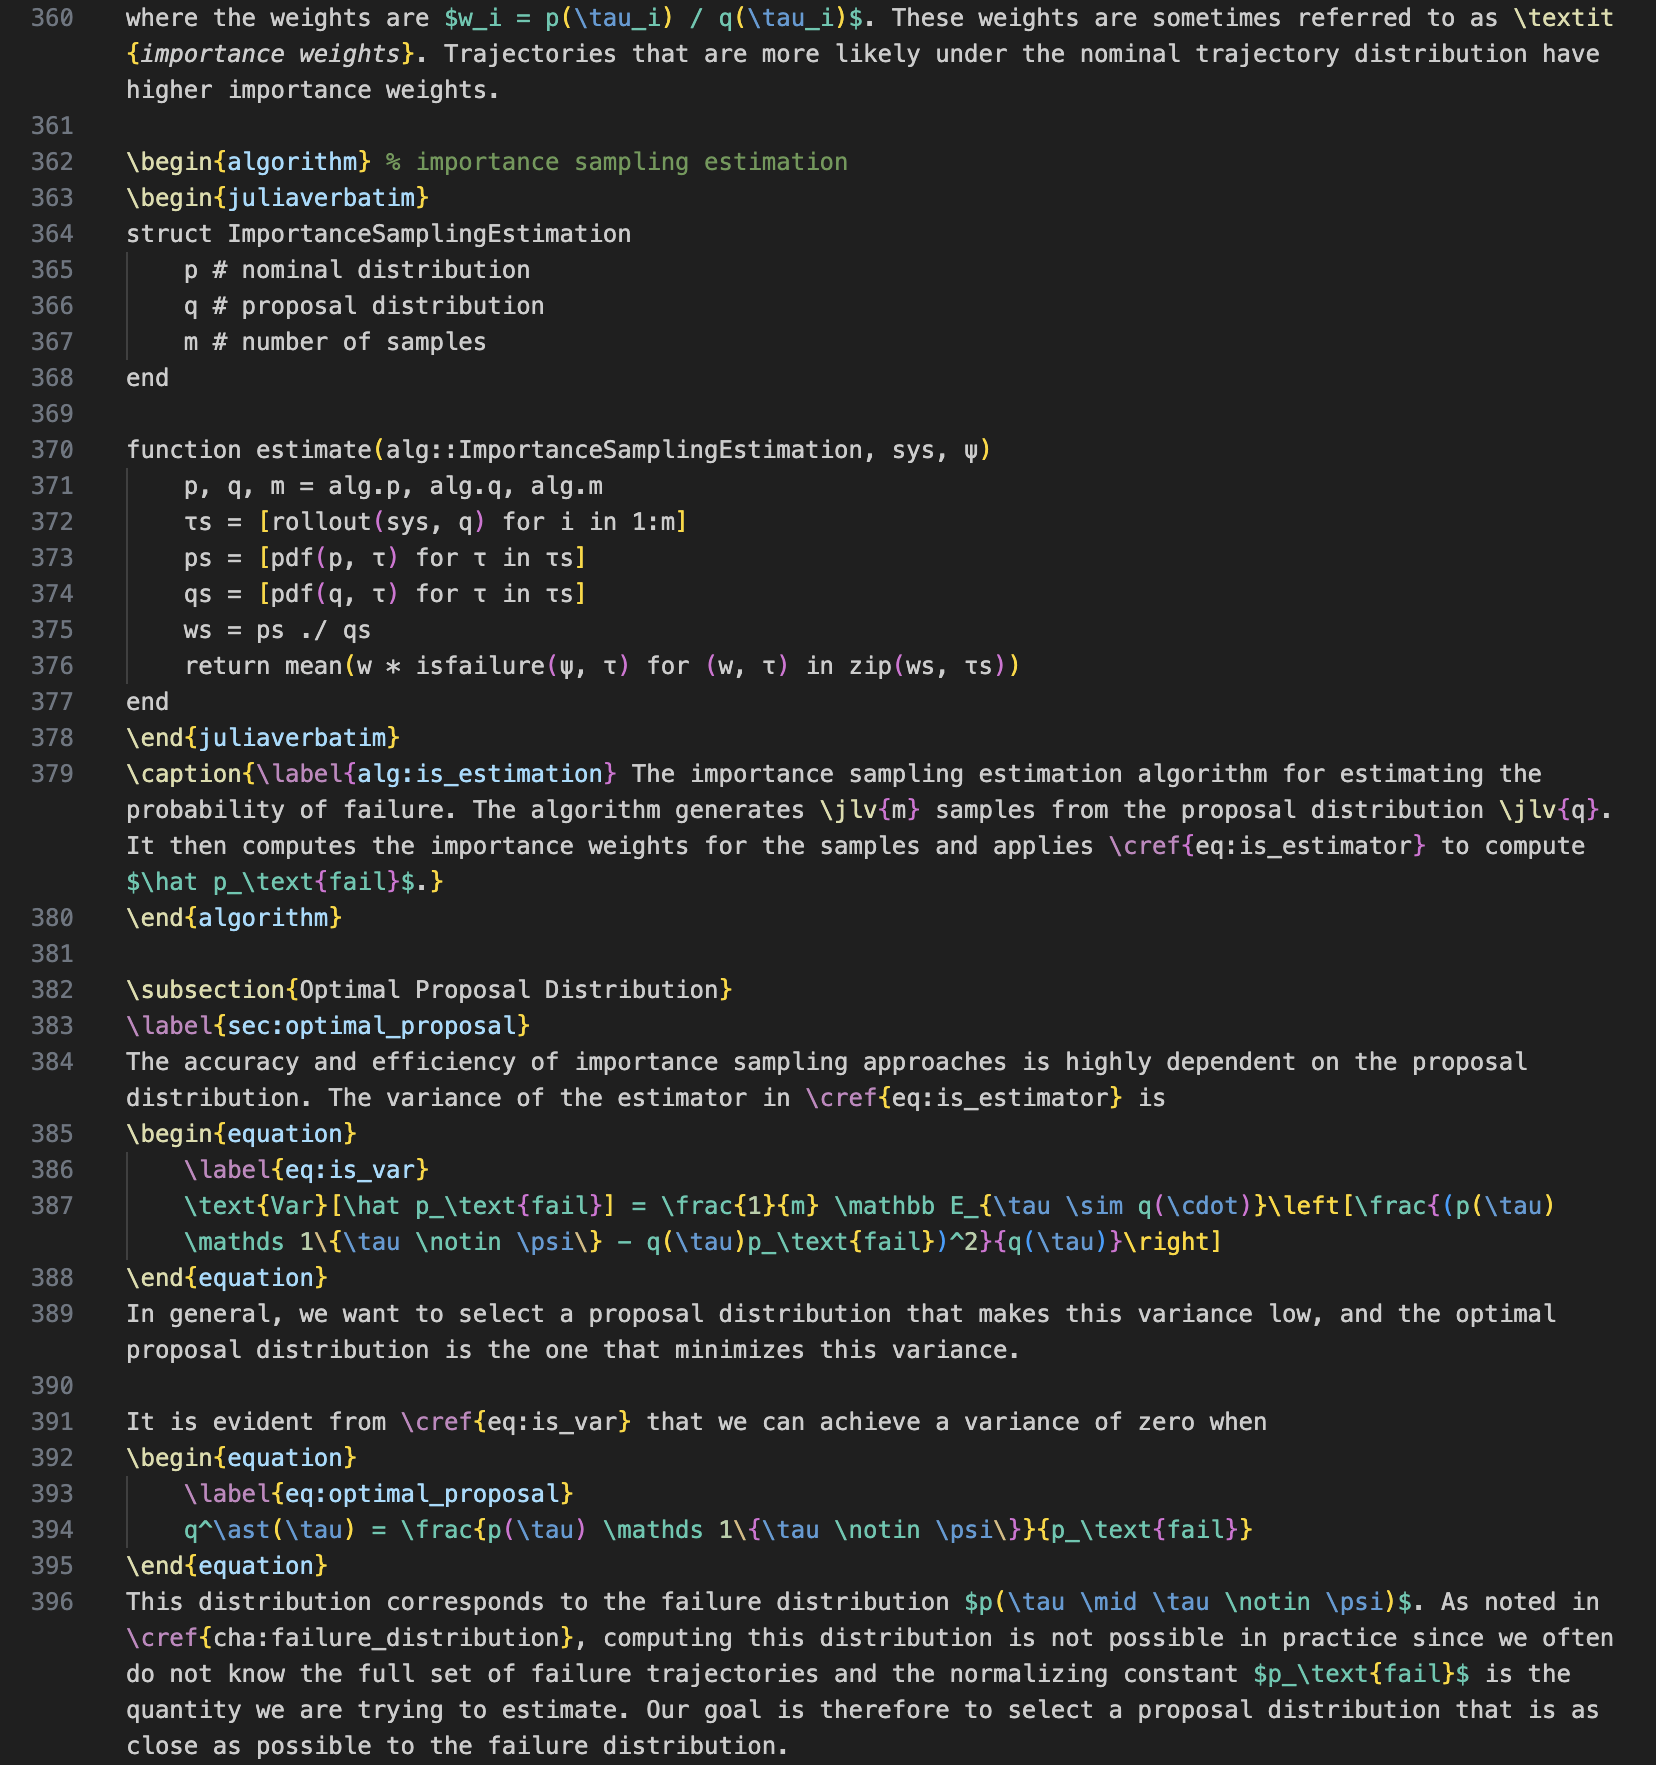 360 where the weights are $w_i = p(\tau_i) / q(\tau_i)$. These weights are sometimes referred to as \textit
{importance weights}. Trajectories that are more likely under the nominal trajectory distribution have
higher importance weights.
361
362 \begin{algorithm} % importance sampling estimation
363 \begin{juliaverbatim}
364 struct ImportanceSamplingEstimation
365     p # nominal distribution
366     q # proposal distribution
367     m # number of samples
368 end
369
370 function estimate(alg::ImportanceSamplingEstimation, sys, ψ)
371     p, q, m = alg.p, alg.q, alg.m
372     τs = [rollout(sys, q) for i in 1:m]
373     ps = [pdf(p, τ) for τ in τs]
374     qs = [pdf(q, τ) for τ in τs]
375     ws = ps ./ qs
376     return mean(w * isfailure(ψ, τ) for (w, τ) in zip(ws, τs))
377 end
378 \end{juliaverbatim}
379 \caption{\label{alg:is_estimation} The importance sampling estimation algorithm for estimating the
probability of failure. The algorithm generates \jlv{m} samples from the proposal distribution \jlv{q}.
It then computes the importance weights for the samples and applies \cref{eq:is_estimator} to compute
$\hat p_\text{fail}$.}
380 \end{algorithm}
381
382 \subsection{Optimal Proposal Distribution}
383 \label{sec:optimal_proposal}
384 The accuracy and efficiency of importance sampling approaches is highly dependent on the proposal
distribution. The variance of the estimator in \cref{eq:is_estimator} is
385 \begin{equation}
386     \label{eq:is_var}
387     \text{Var}[\hat p_\text{fail}] = \frac{1}{m} \mathbb E_{\tau \sim q(\cdot)}\left[\frac{(p(\tau)
\mathds 1\{\tau \notin \psi\} - q(\tau)p_\text{fail})^2}{q(\tau)}\right]
388 \end{equation}
389 In general, we want to select a proposal distribution that makes this variance low, and the optimal
proposal distribution is the one that minimizes this variance.
390
391 It is evident from \cref{eq:is_var} that we can achieve a variance of zero when
392 \begin{equation}
393     \label{eq:optimal_proposal}
394     q^\ast(\tau) = \frac{p(\tau) \mathds 1\{\tau \notin \psi\}}{p_\text{fail}}
395 \end{equation}
396 This distribution corresponds to the failure distribution $p(\tau \mid \tau \notin \psi)$. As noted in
\cref{cha:failure_distribution}, computing this distribution is not possible in practice since we often
do not know the full set of failure trajectories and the normalizing constant $p_\text{fail}$ is the
quantity we are trying to estimate. Our goal is therefore to select a proposal distribution that is as
close as possible to the failure distribution.